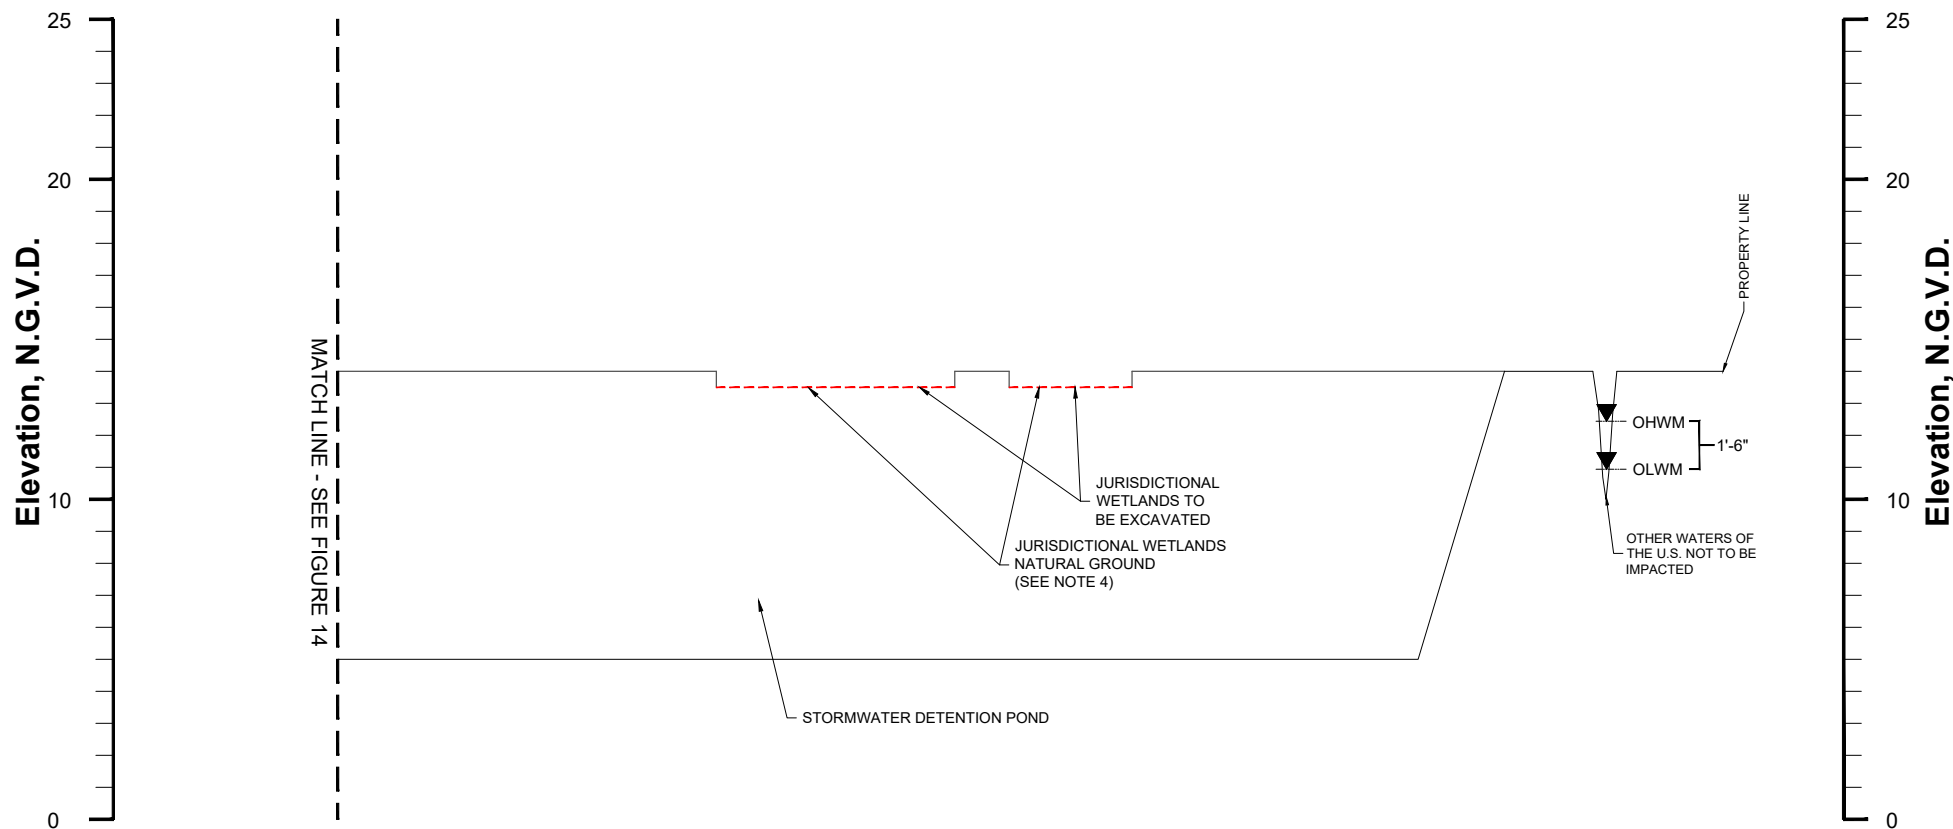 25
20
10
0
Elevation, N.G.V.D.
MATCH LINE - SEE FIGURE 14
JURISDICTIONAL
WETLANDS TO
BE EXCAVATED
JURISDICTIONAL WETLANDS
NATURAL GROUND
(SEE NOTE 4)
STORMWATER DETENTION POND
PROPERTY LINE
OHWM
1'-6"
OLWM
OTHER WATERS OF
THE U.S. NOT TO BE
IMPACTED
25
20
10
0
Elevation, N.G.V.D.